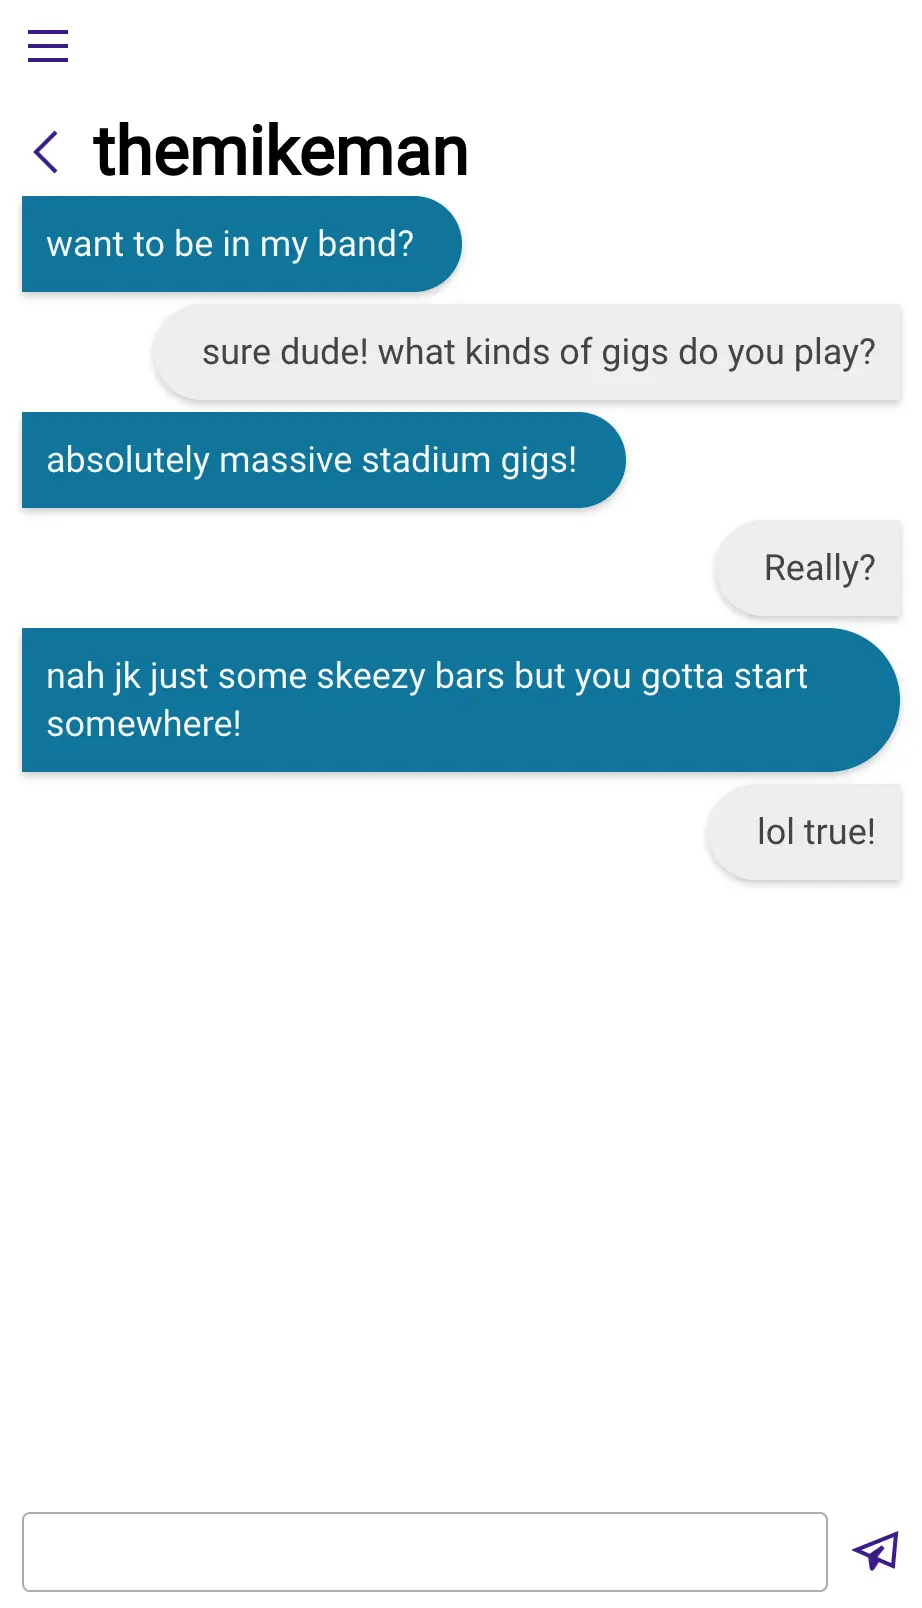 themikeman
want to be in my band?
sure dude! what kinds of gigs do you play?
absolutely massive stadium gigs!
Really?
nah jk just some skeezy bars but you gotta start
somewhere!
lol true!